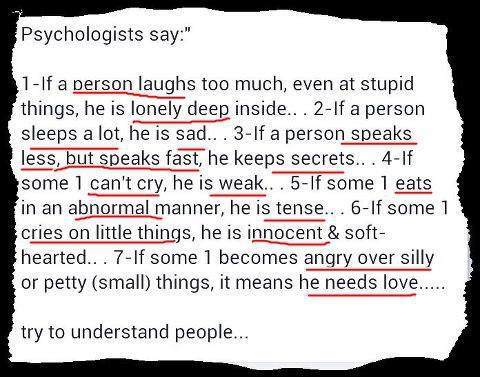 Psychologists say:"
1-If a person laughs too much, even at stupid
things, he is lonely deep inside.. . 2-If a person
sleeps a lot, he is sad.. . 3-If a person speaks
less, but speaks fast, he keeps secrets.. . 4-If
some 1 can't cry, he is weak.. . 5-If some 1 eats
in an abnormal manner, he is tense.. . 6-If some 1
cries on little things, he is innocent & soft-
hearted.. . 7-If some 1 becomes angry over silly
or petty (small) things, it means he needs love.....
try to understand people...